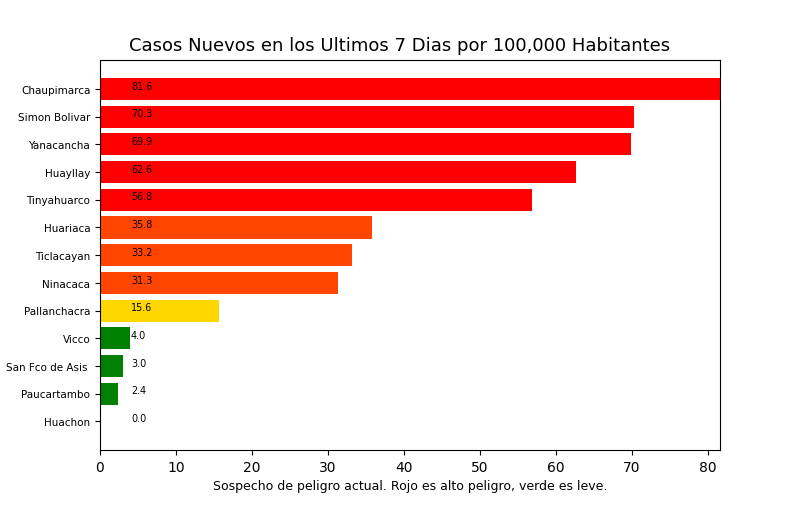 Casos Nuevos en los Ultimos 7 Dias por 100,000 Habitantes
Chaupimarca 81.6
Simon Bolivar 70.3
Yanacancha 69.9
Huayllay 62.6
Tinyahuarco 56.8
Huariaca 35.8
Ticlacayan 33.2
Ninacaca 31.3
Pallanchacra 15.6
Vicco 4.0
San Fco de Asis 3.0
Paucartambo 2.4
Huachon 0.0
0 10 20 30 40 50 60 70 80
Sospecho de peligro actual. Rojo es alto peligro, verde es leve.